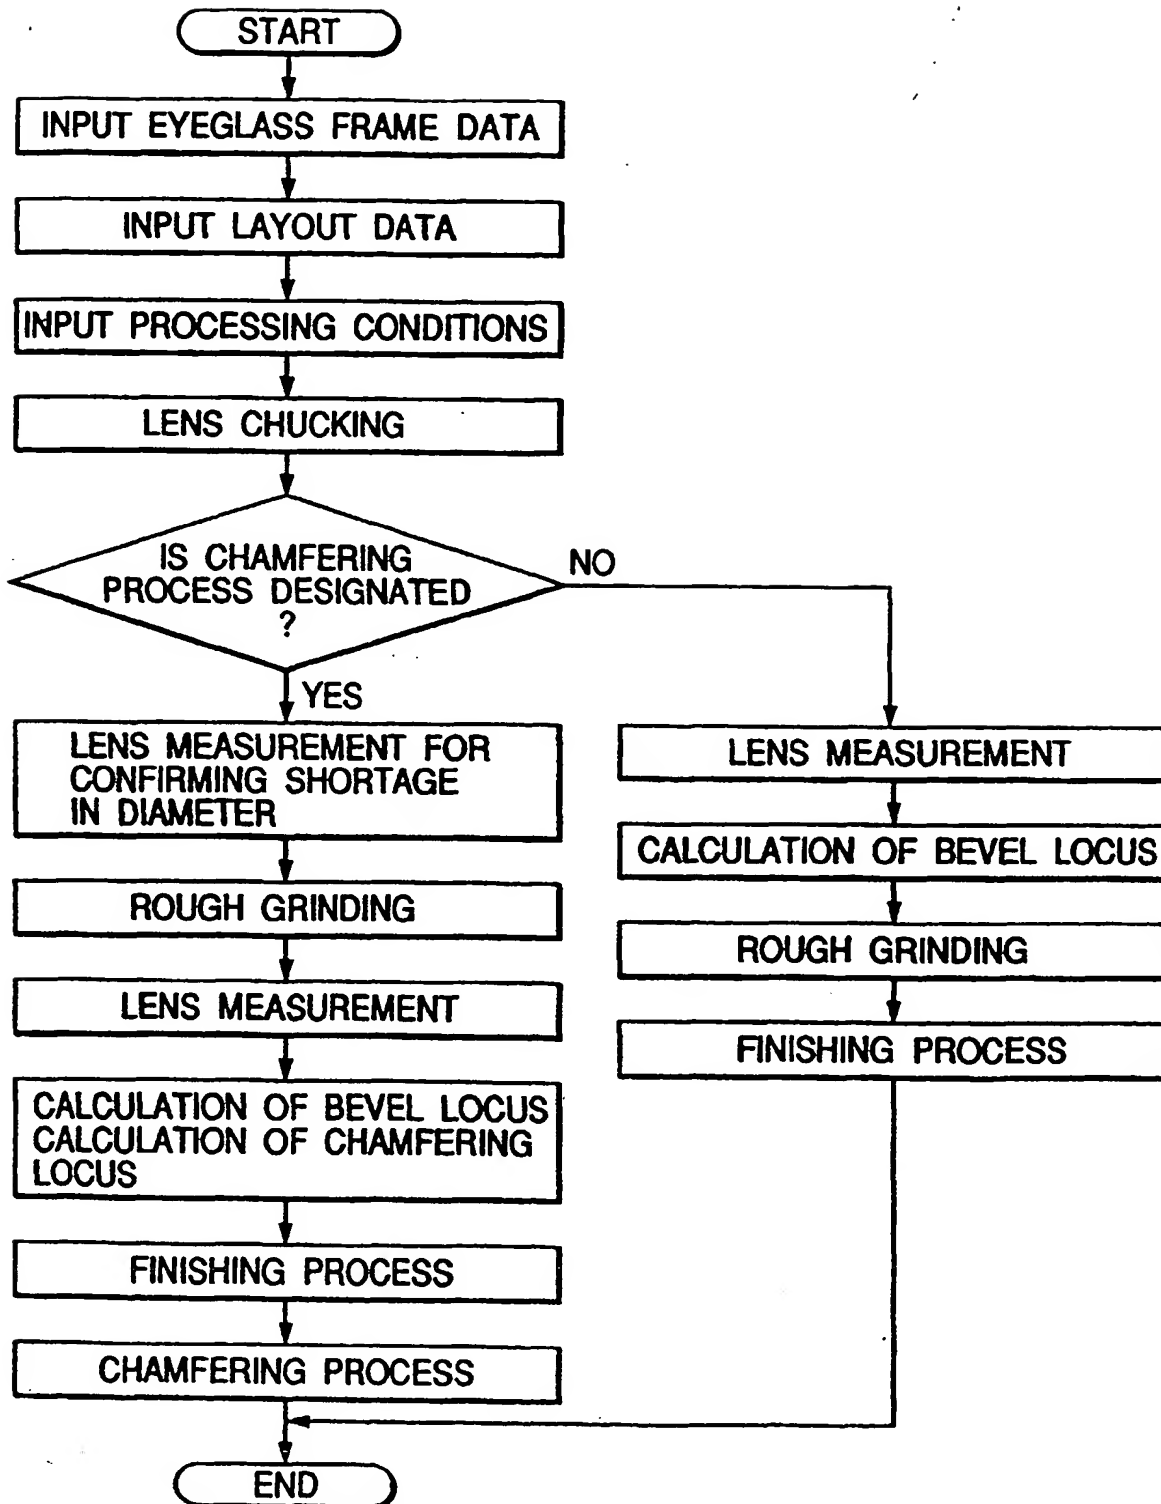 START
INPUT EYEGLASS FRAME DATA
INPUT LAYOUT DATA
INPUT PROCESSING CONDITIONS
LENS CHUCKING
IS CHAMFERING
PROCESS DESIGNATED
?
NO
YES
LENS MEASUREMENT FOR
CONFIRMING SHORTAGE
IN DIAMETER
ROUGH GRINDING
LENS MEASUREMENT
CALCULATION OF BEVEL LOCUS
CALCULATION OF CHAMFERING
LOCUS
FINISHING PROCESS
CHAMFERING PROCESS
LENS MEASUREMENT
CALCULATION OF BEVEL LOCUS
ROUGH GRINDING
FINISHING PROCESS
END